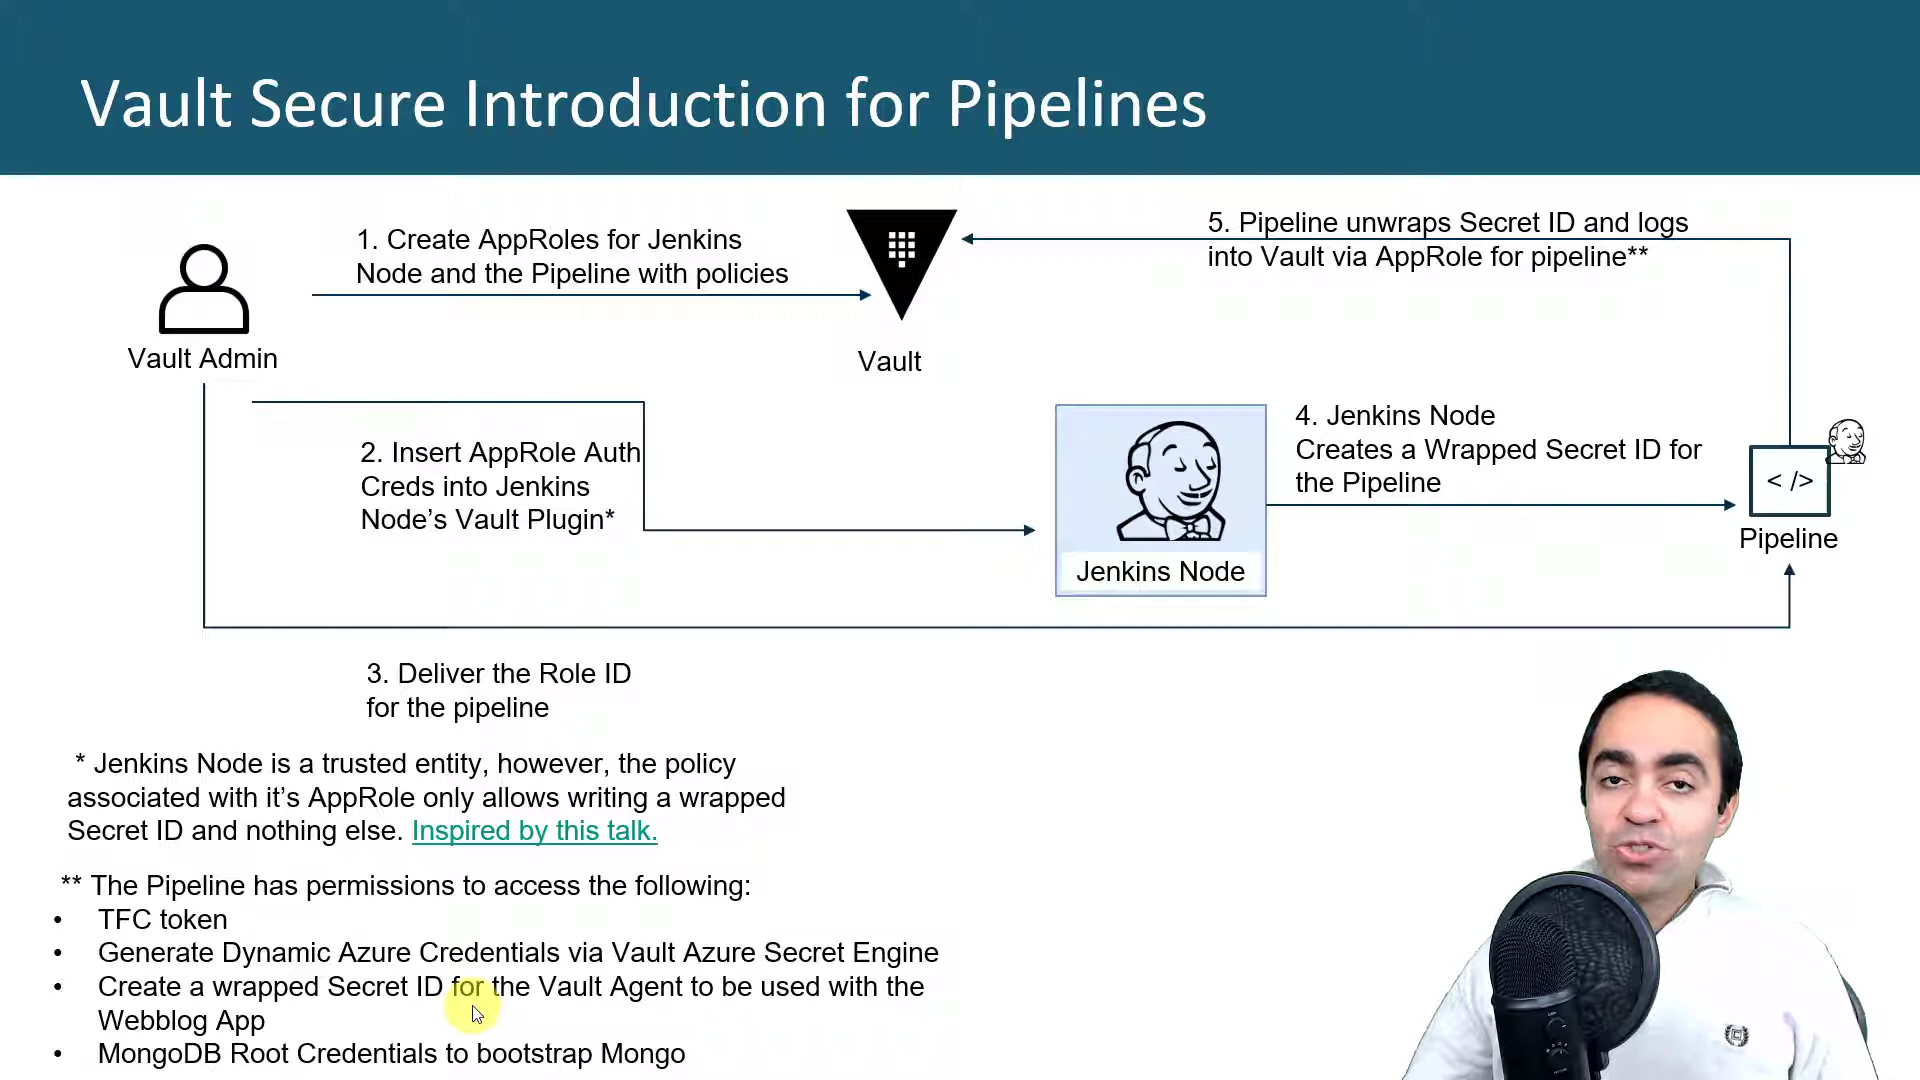 Vault Secure Introduction for Pipelines
1. Create AppRoles for Jenkins
Node and the Pipeline with policies
5. Pipeline unwraps Secret ID and logs
into Vault via AppRole for pipeline**
Vault Admin
Vault
2. Insert AppRole Auth
Creds into Jenkins
Node’s Vault Plugin*
Jenkins Node
4. Jenkins Node
Creates a Wrapped Secret ID for
the Pipeline
< />
Pipeline
3. Deliver the Role ID
for the pipeline
* Jenkins Node is a trusted entity, however, the policy
associated with it’s AppRole only allows writing a wrapped
Secret ID and nothing else. Inspired by this talk.
** The Pipeline has permissions to access the following:
• TFC token
• Generate Dynamic Azure Credentials via Vault Azure Secret Engine
• Create a wrapped Secret ID for the Vault Agent to be used with the
Webblog App
• MongoDB Root Credentials to bootstrap Mongo